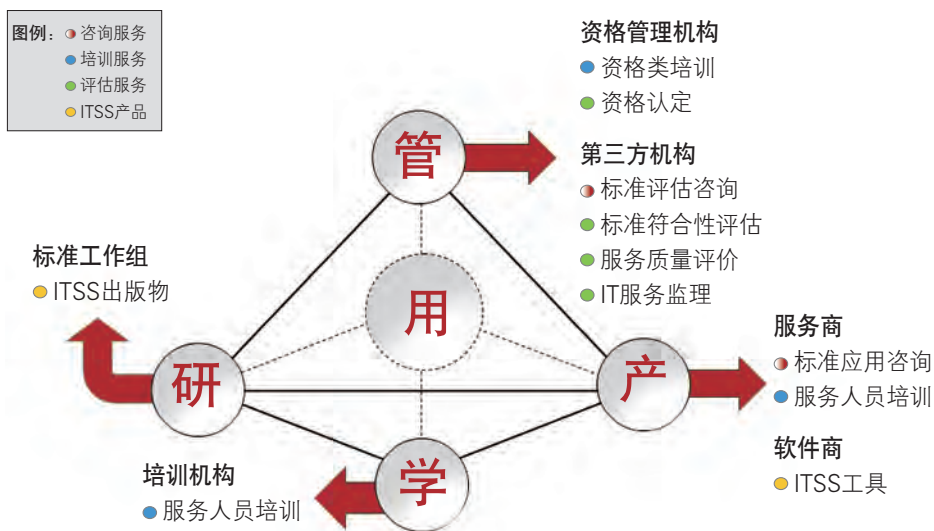 图例：咨询服务
培训服务
评估服务
ITSS产品
资格管理机构
资格类培训
资格认定
管
第三方机构
标准评估咨询
标准符合性评估
服务质量评价
IT服务监理
标准工作组
ITSS出版物
用
服务商
标准应用咨询
服务人员培训
研
产
软件商
ITSS工具
学
培训机构
服务人员培训